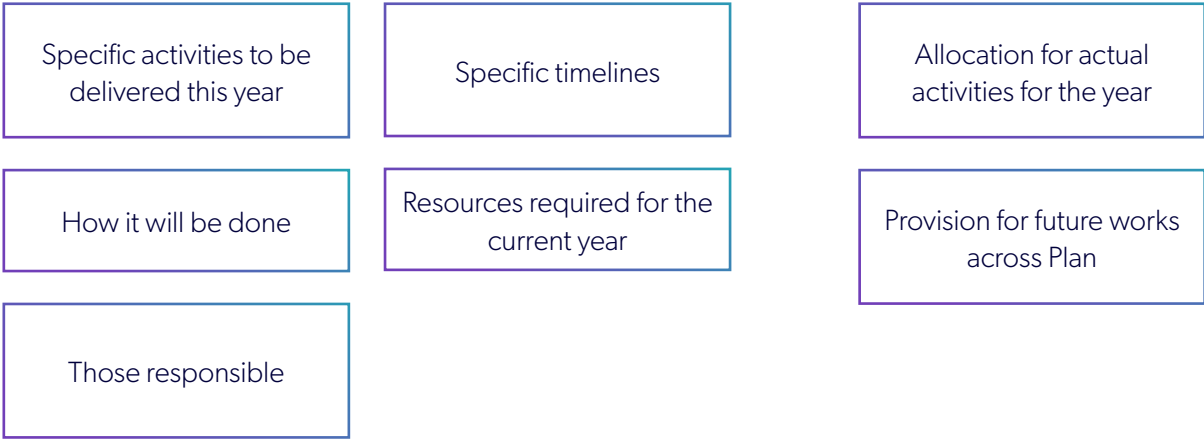 Specific activities to be
delivered this year
Specific timelines
Allocation for actual
activities for the year
How it will be done
Resources required for the
current year
Provision for future works
across Plan
Those responsible